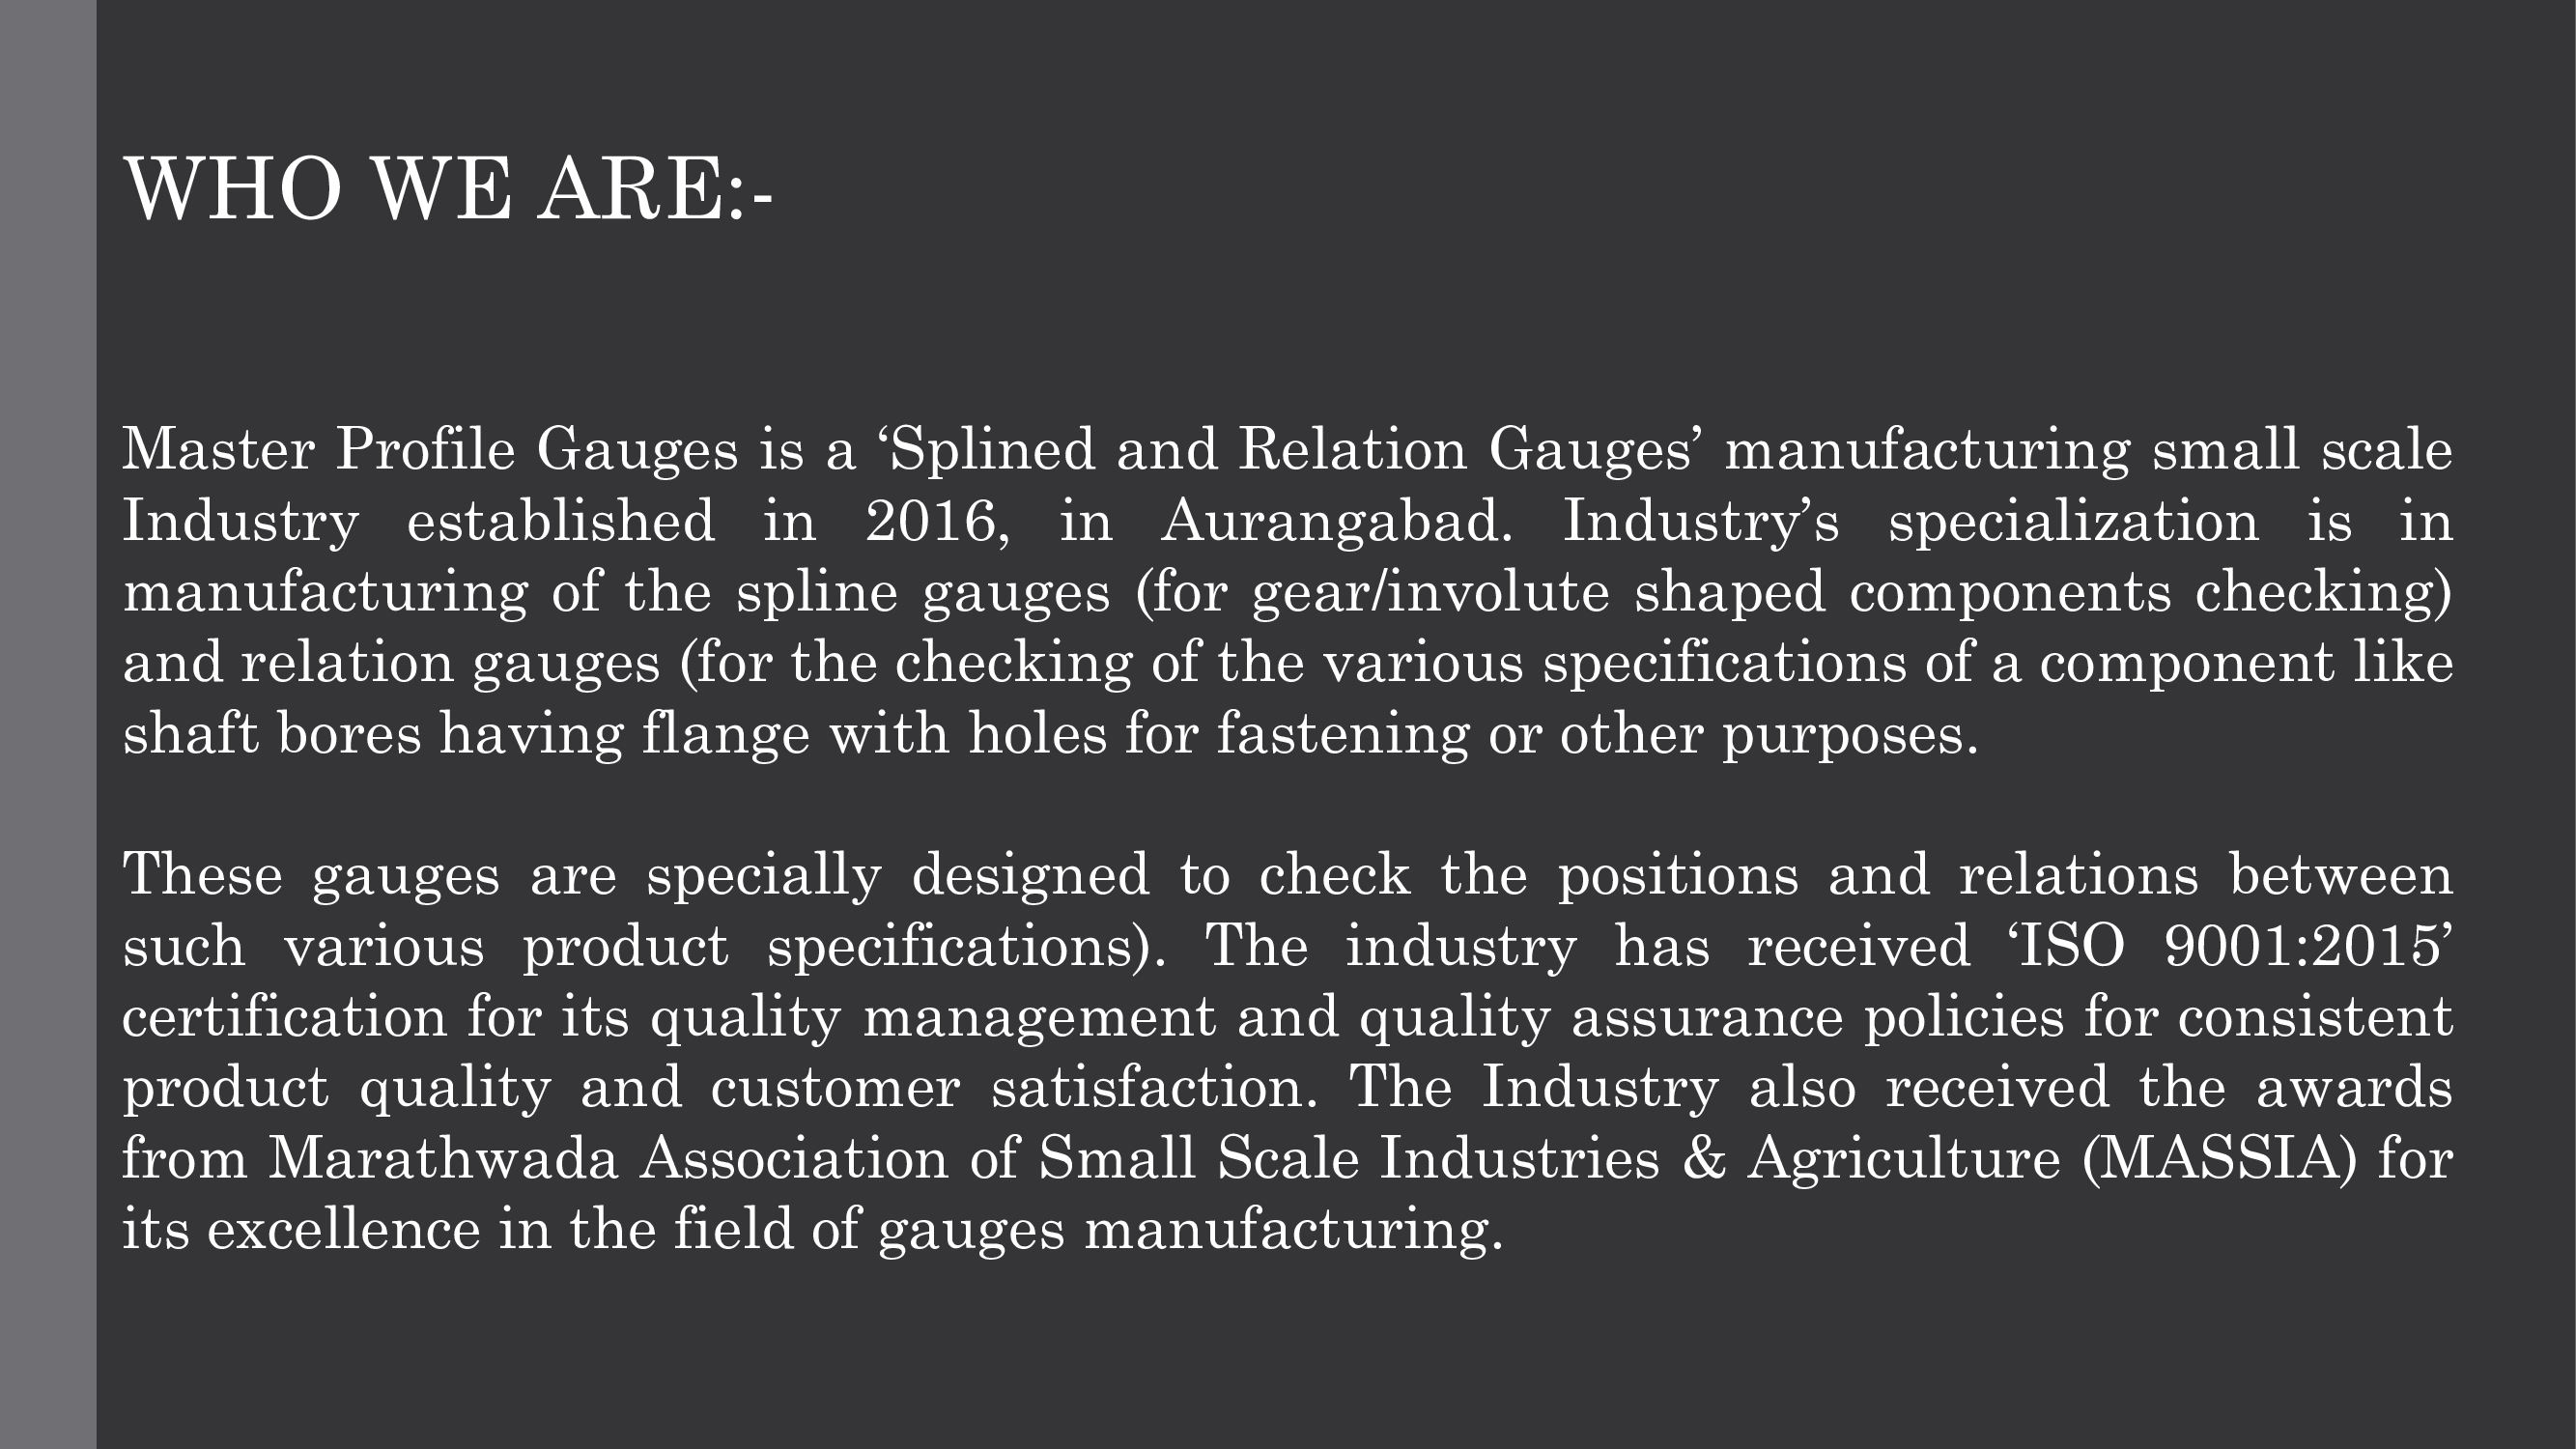 WHO WE ARE:-
Master Profile Gauges is a ‘Splined and Relation Gauges’ manufacturing small scale
Industry established in 2016, in Aurangabad. Industry’s specialization is in
manufacturing of the spline gauges (for gear/involute shaped components checking)
and relation gauges (for the checking of the various specifications of a component like
shaft bores having flange with holes for fastening or other purposes.
These gauges are specially designed to check the positions and relations between
such various product specifications). The industry has received ‘ISO 9001:2015’
certification for its quality management and quality assurance policies for consistent
product quality and customer satisfaction. The Industry also received the awards
from Marathwada Association of Small Scale Industries & Agriculture (MASSIA) for
its excellence in the field of gauges manufacturing.